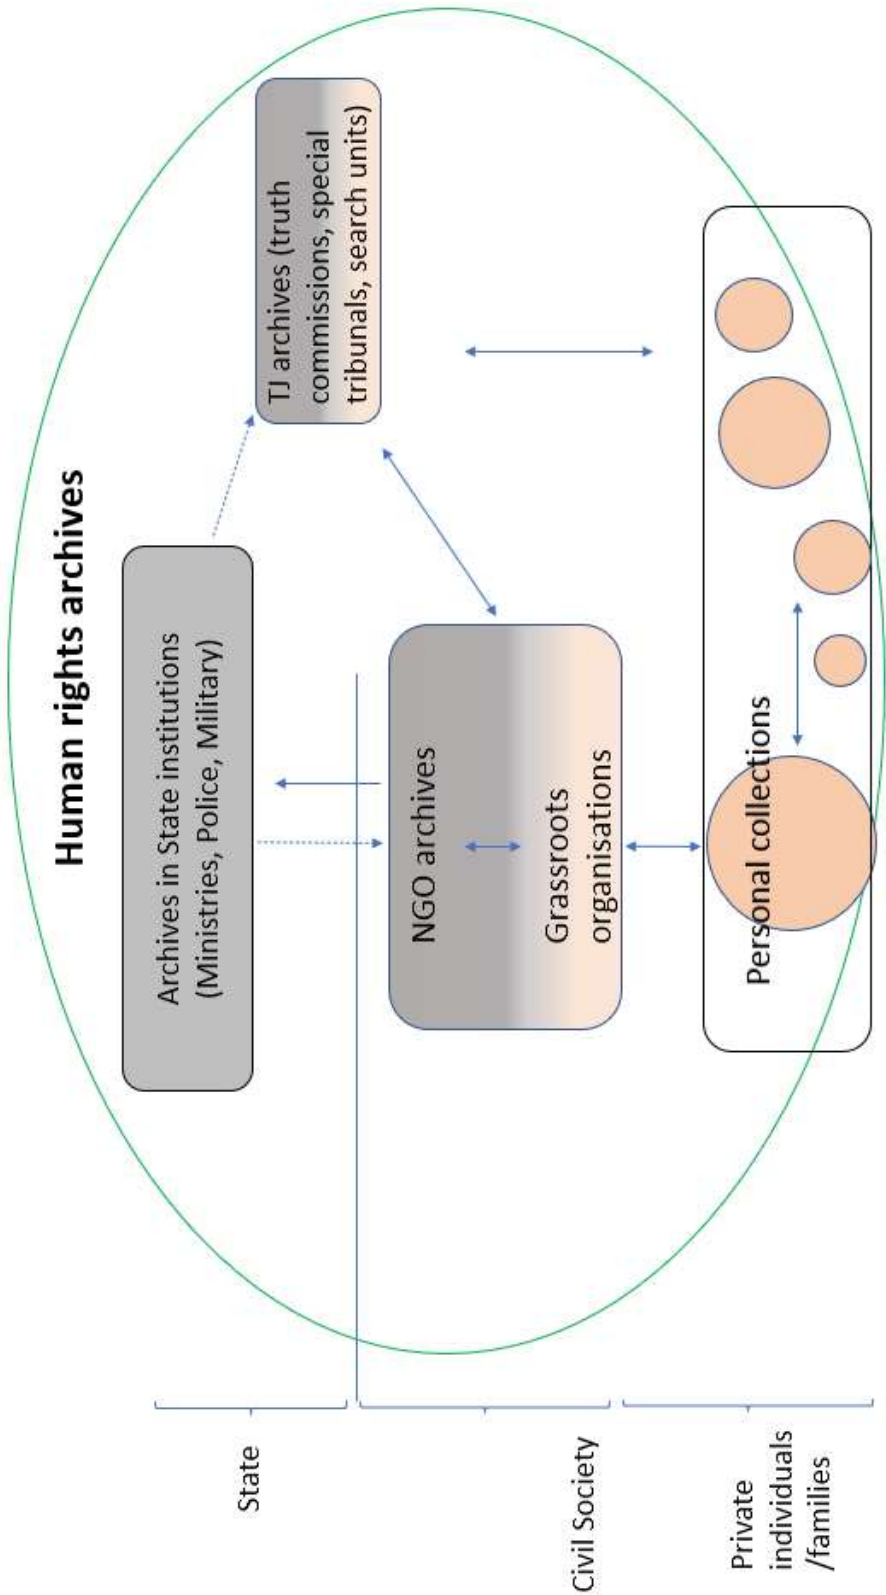 Human rights archives
Archives in State institutions
(Ministries, Police, Military)
TJ archives (truth
commissions, special
tribunals, search units)
NGO archives
Grassroots
organisations
Personal collections
State
Civil Society
Private
individuals
/families